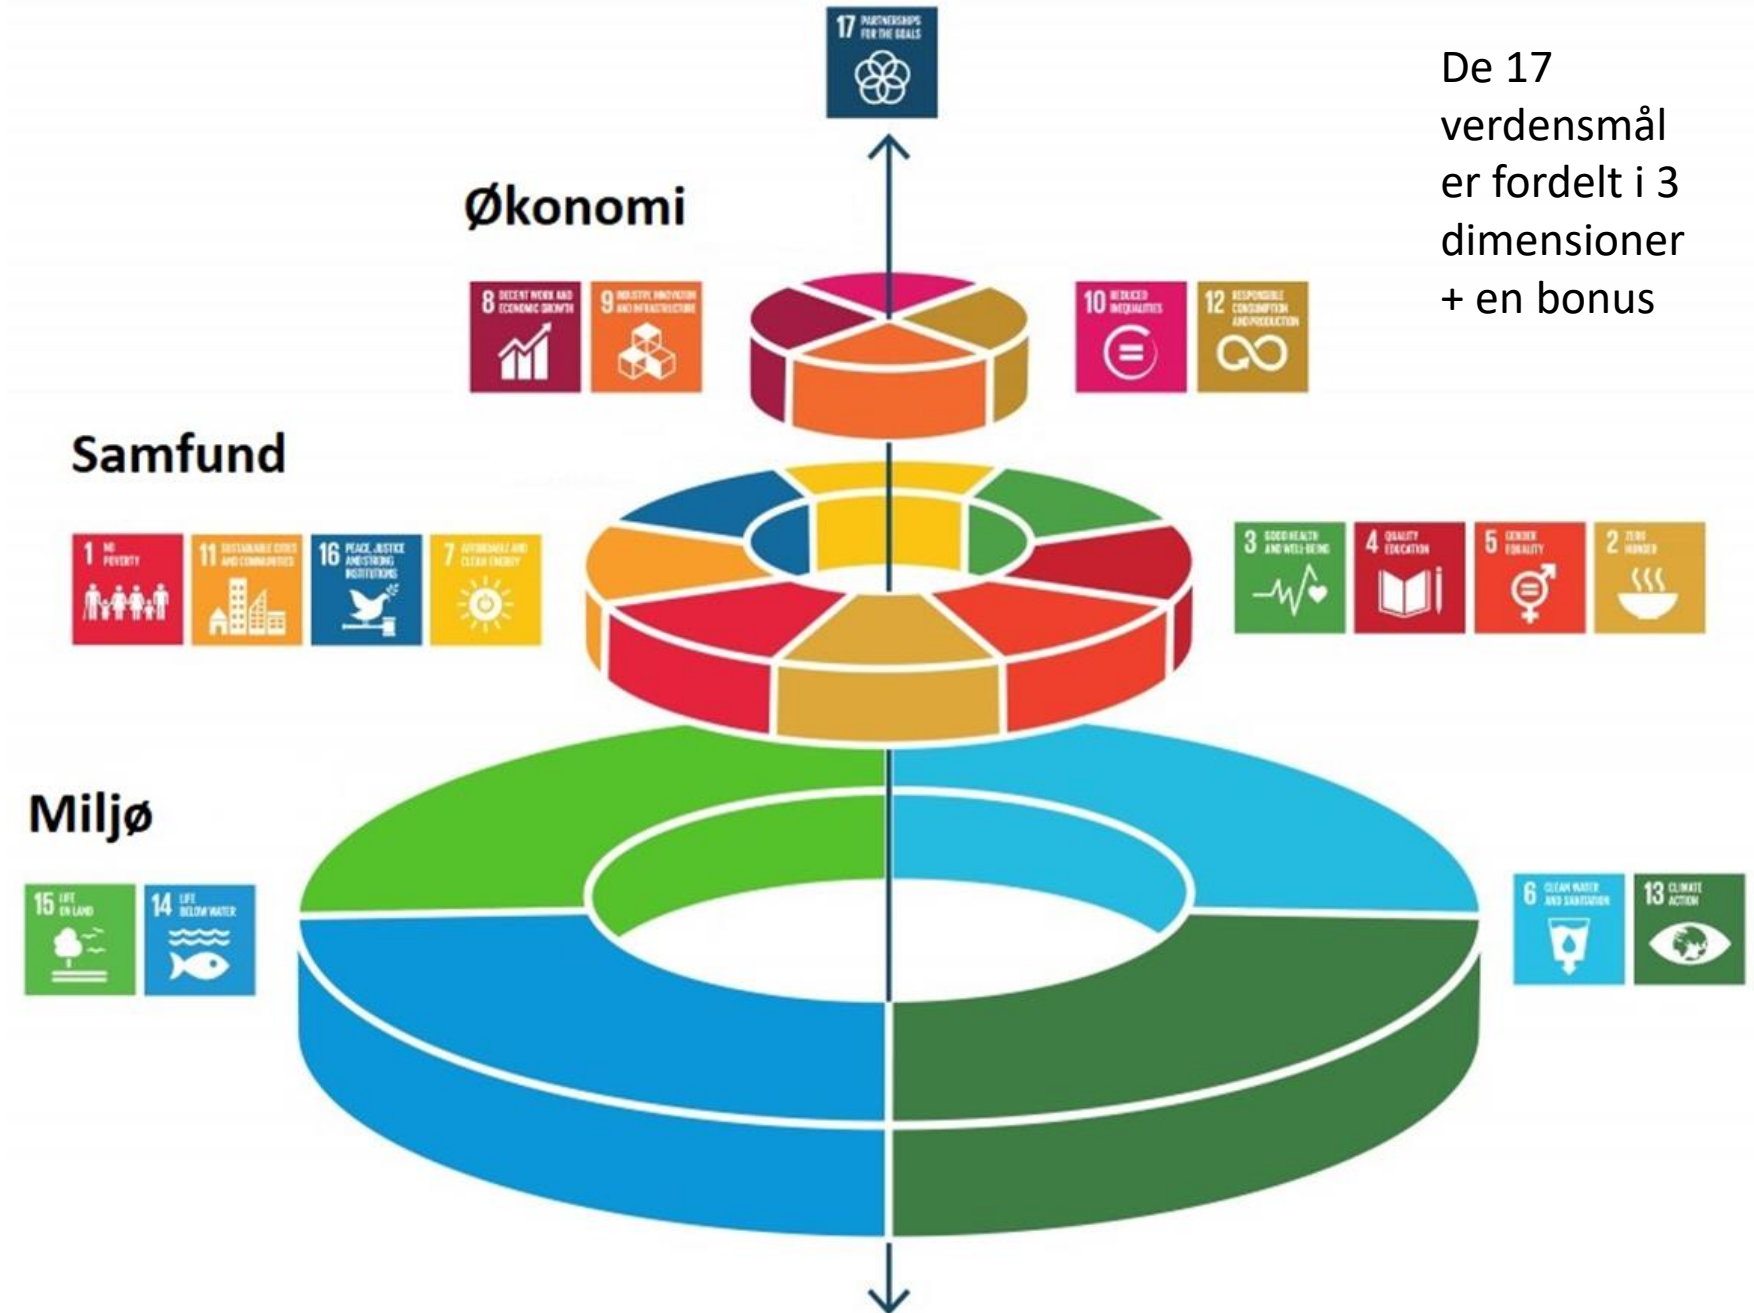 17 PARTNERSHIPS
FOR THE GOALS
De 17
verdensmål
er fordelt i 3
dimensioner
+ en bonus
Økonomi
8 DECENT WORK AND
ECONOMIC GROWTH
9 INDUSTRY, INNOVATION
AND INFRASTRUCTURE
10 REDUCED
INEQUALITIES
12 RESPONSIBLE
CONSUMPTION
AND PRODUCTION
Samfund
1 NO
POVERTY
11 SUSTAINABLE CITIES
AND COMMUNITIES
16 PEACE, JUSTICE
AND STRONG
INSTITUTIONS
7 AFFORDABLE AND
CLEAN ENERGY
3 GOOD HEALTH
AND WELL-BEING
4 QUALITY
EDUCATION
5 GENDER
EQUALITY
2 ZERO
HUNGER
Miljø
15 LIFE
ON LAND
14 LIFE
BELOW WATER
6 CLEAN WATER
AND SANITATION
13 CLIMATE
ACTION